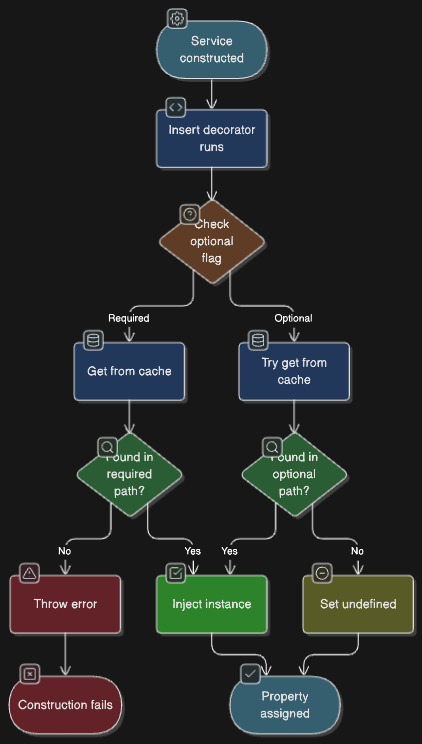 Service
constructed
Insert decorator
runs
Check
optional
flag
Required
Optional
Get from cache
Try get from
cache
Found in
required
path?
Found in
optional
path?
No
Yes
Yes
No
Throw error
Inject instance
Set undefined
Construction fails
Property
assigned